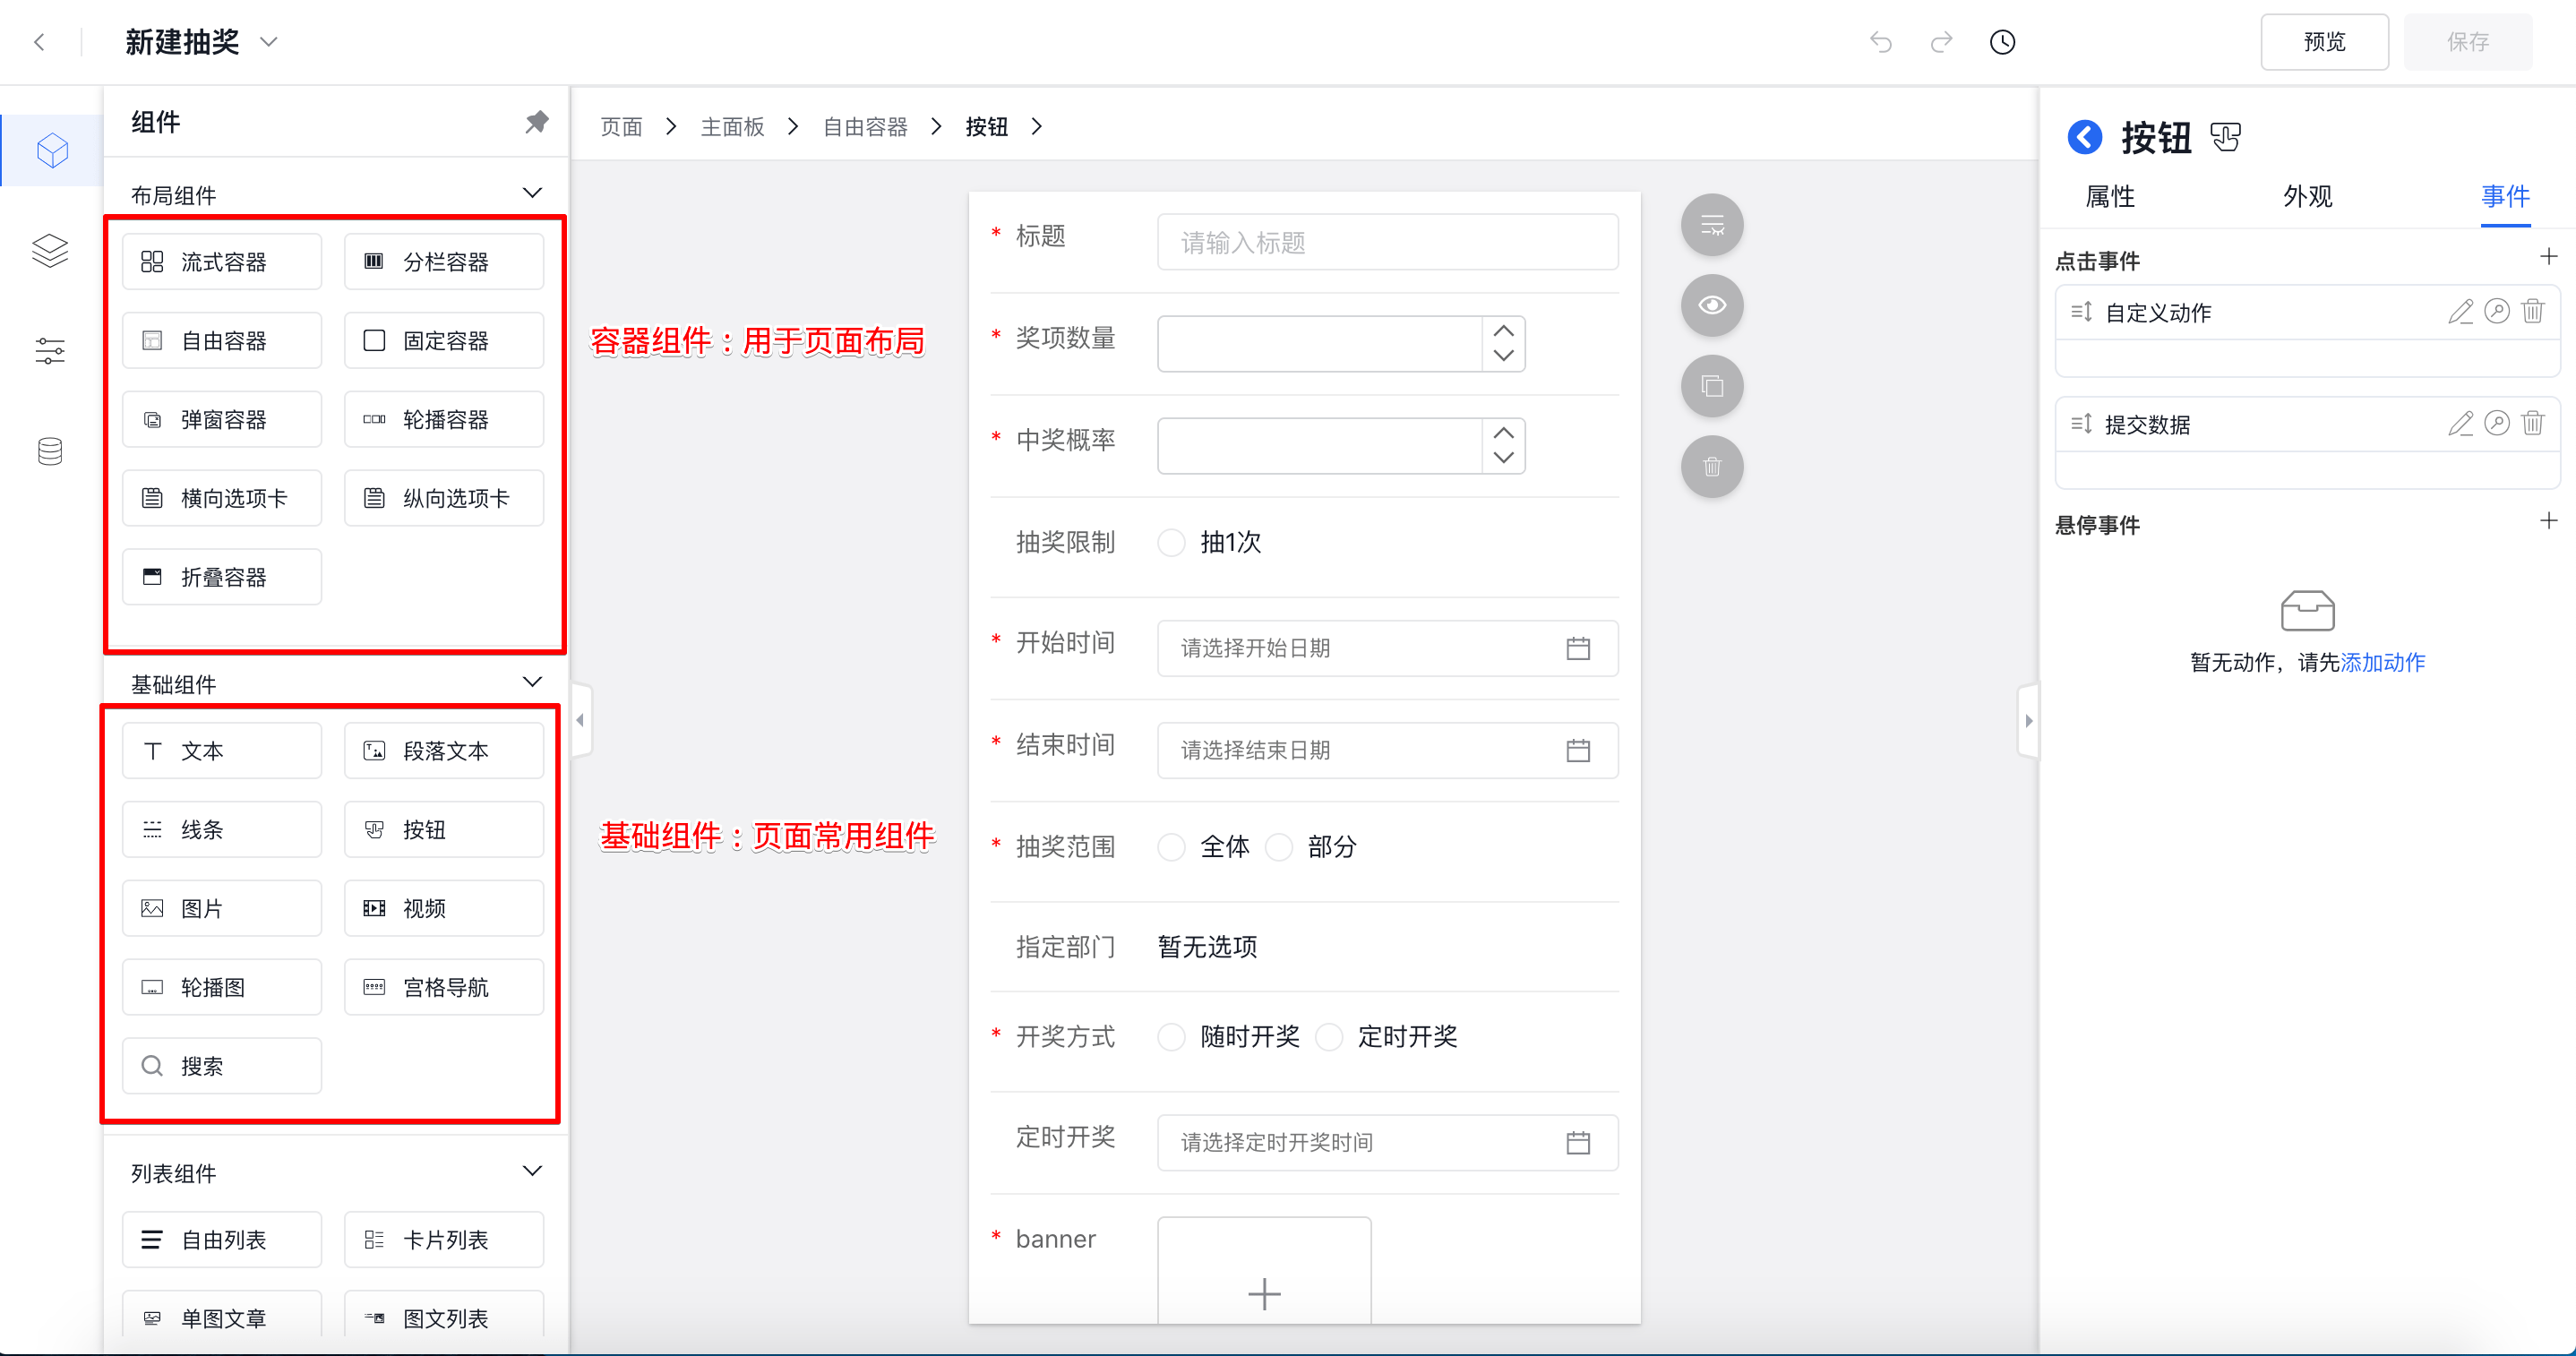 新建抽奖
预览
保存
组件
布局组件
流式容器
分栏容器
自由容器
固定容器
弹窗容器
轮播容器
横向选项卡
纵向选项卡
折叠容器
基础组件
文本
段落文本
线条
按钮
图片
视频
轮播图
宫格导航
搜索
列表组件
自由列表
卡片列表
单图文章
图文列表
页面 > 主面板 > 自由容器 > 按钮 >
容器组件：用于页面布局
基础组件：页面常用组件
* 标题 请输入标题
* 奖项数量
* 中奖概率
抽奖限制 抽1次
* 开始时间 请选择开始日期
* 结束时间 请选择结束日期
* 抽奖范围 全体 部分
指定部门 暂无选项
* 开奖方式 随时开奖 定时开奖
定时开奖 请选择定时开奖时间
* banner
按钮
属性 外观 事件
点击事件
自定义动作
提交数据
悬停事件
暂无动作，请先添加动作